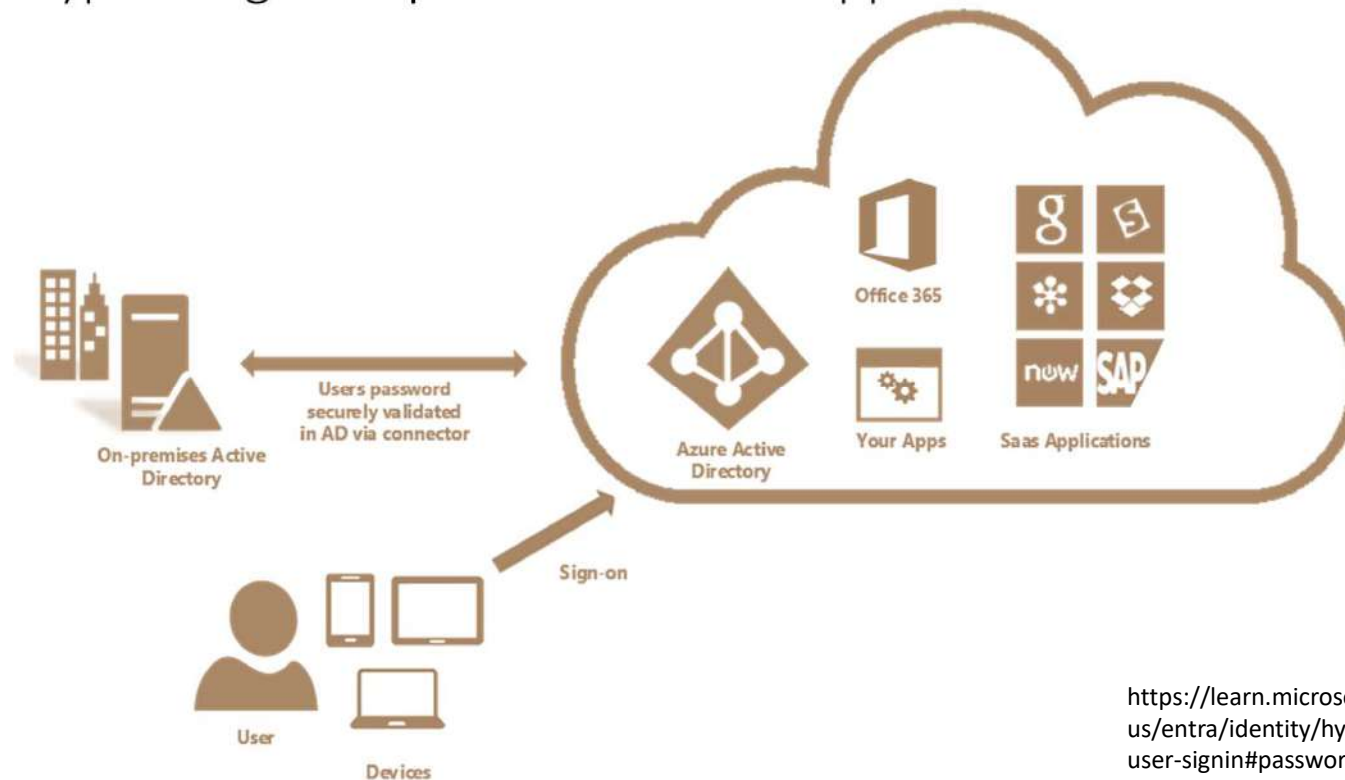 Office 365
g
S
now
SAP
Users password
securely validated
in AD via connector
On-premises Active
Directory
Azure Active
Directory
Your Apps
Saas Applications
Sign-on
User
Devices
https://learn.microso
us/entra/identity/hy
user-signin#passwor